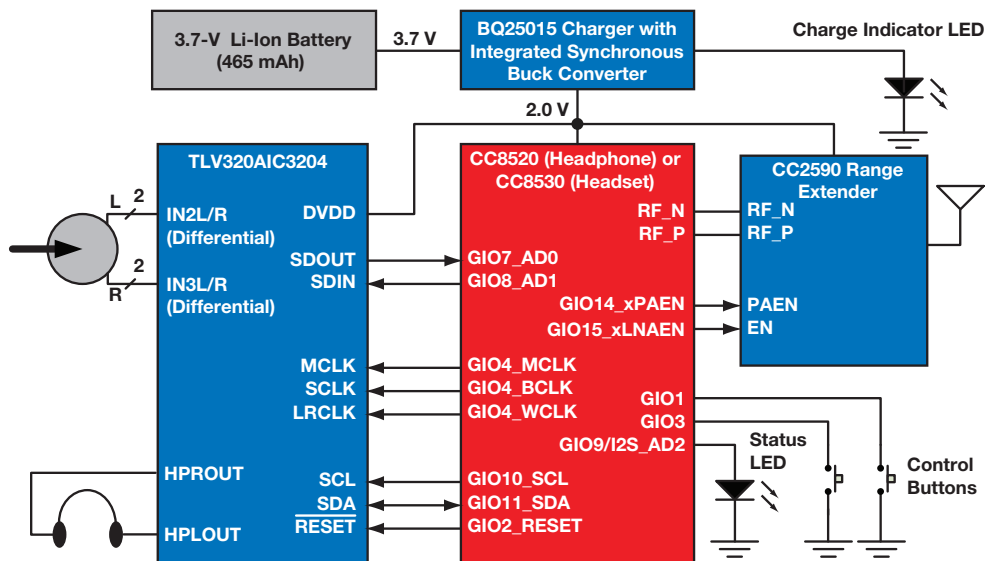 3.7-V Li-Ion Battery
(465 mAh)
3.7 V
BQ25015 Charger with
Integrated Synchronous
Buck Converter
Charge Indicator LED
2.0 V
TLV320AIC3204
L
2
IN2L/R
(Differential)
R
2
IN3L/R
(Differential)
DVDD
SDOUT
SDIN
MCLK
SCLK
LRCLK
HPROUT
HPLOUT
SCL
SDA
RESET
CC8520 (Headphone) or
CC8530 (Headset)
RF_N
RF_P
GIO7_AD0
GIO8_AD1
GIO14_xPAEN
GIO15_xLNAEN
GIO4_MCLK
GIO4_BCLK
GIO4_WCLK
GIO1
GIO3
GIO9/I2S_AD2
GIO10_SCL
GIO11_SDA
GIO2_RESET
CC2590 Range
Extender
RF_N
RF_P
PAEN
EN
Status
LED
Control
Buttons